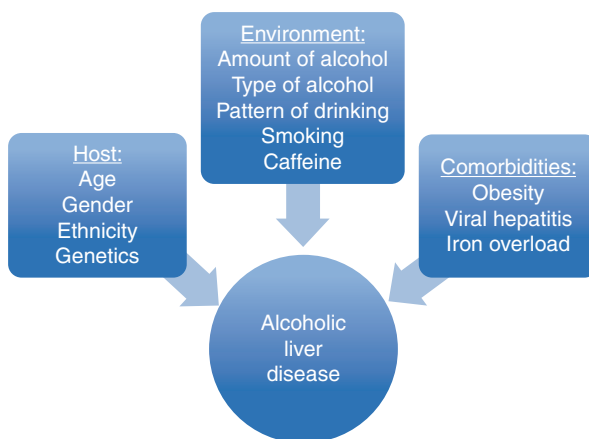 Environment:
Amount of alcohol
Type of alcohol
Pattern of drinking
Smoking
Caffeine
Host:
Age
Gender
Ethnicity
Genetics
Comorbidities:
Obesity
Viral hepatitis
Iron overload
Alcoholic
liver
disease